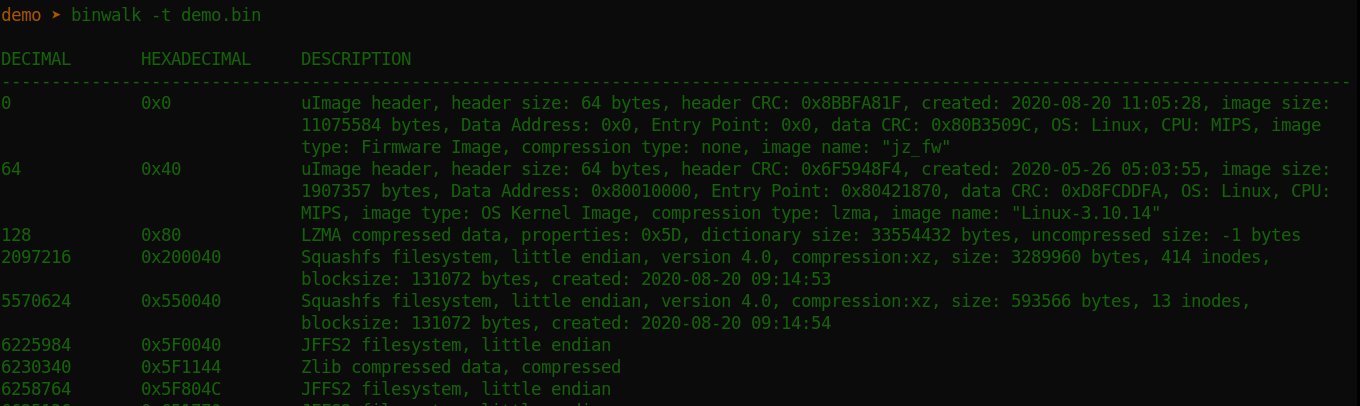 demo ➤ binwalk -t demo.bin
DECIMAL       HEXADECIMAL     DESCRIPTION
--------------------------------------------------------------------------------------------------------------------------------------
0             0x0             uImage header, header size: 64 bytes, header CRC: 0x8BBFA81F, created: 2020-08-20 11:05:28, image size:
                              11075584 bytes, Data Address: 0x0, Entry Point: 0x0, data CRC: 0x80B3509C, OS: Linux, CPU: MIPS, image
                              type: Firmware Image, compression type: none, image name: "jz_fw"
64            0x40            uImage header, header size: 64 bytes, header CRC: 0x6F5948F4, created: 2020-05-26 05:03:55, image size:
                              1907357 bytes, Data Address: 0x80010000, Entry Point: 0x80421870, data CRC: 0xD8FCDDFA, OS: Linux, CPU:
                              MIPS, image type: OS Kernel Image, compression type: lzma, image name: "Linux-3.10.14"
128           0x80            LZMA compressed data, properties: 0x5D, dictionary size: 33554432 bytes, uncompressed size: -1 bytes
2097216       0x200040        Squashfs filesystem, little endian, version 4.0, compression:xz, size: 3289960 bytes, 414 inodes,
                              blocksize: 131072 bytes, created: 2020-08-20 09:14:53
5570624       0x550040        Squashfs filesystem, little endian, version 4.0, compression:xz, size: 593566 bytes, 13 inodes,
                              blocksize: 131072 bytes, created: 2020-08-20 09:14:54
6225984       0x5F0040        JFFS2 filesystem, little endian
6230340       0x5F1144        Zlib compressed data, compressed
6258764       0x5F804C        JFFS2 filesystem, little endian